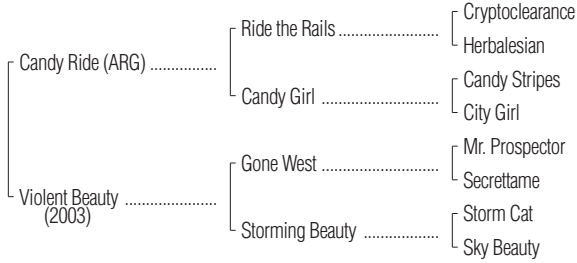 Cryptoclearance
Ride the Rails ........................
Herbalesian
Candy Ride (ARG) ................
Candy Stripes
Candy Girl ............................
City Girl
Mr. Prospector
Gone West ............................
Secrettame
Violent Beauty ......................
(2003)
Storm Cat
Storming Beauty ..................
Sky Beauty